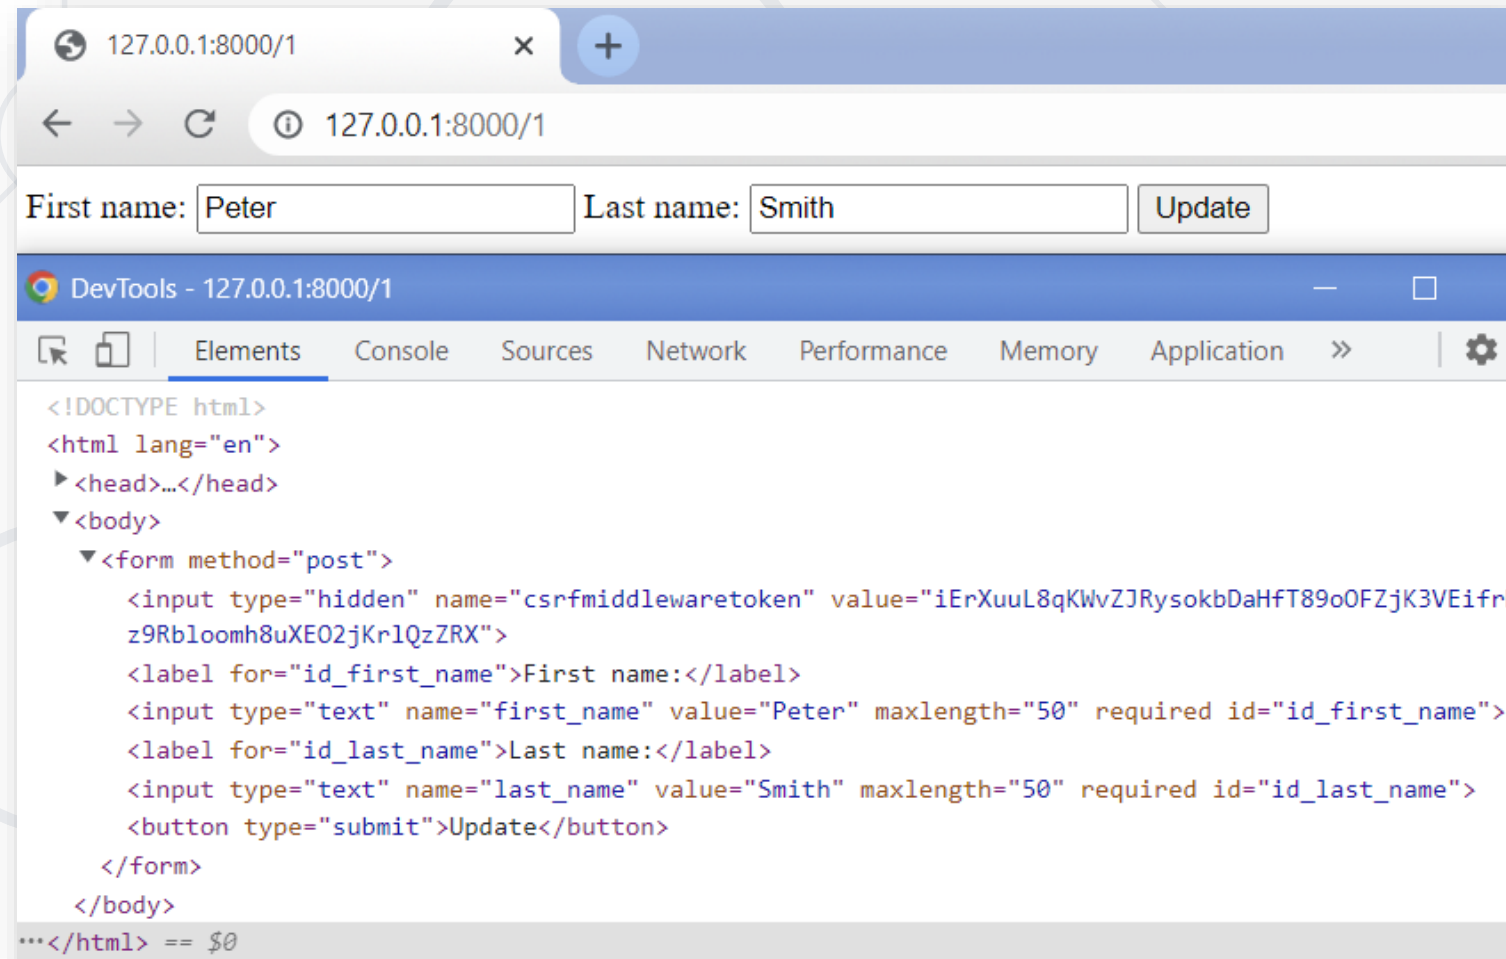 127.0.0.1:8000/1
127.0.0.1:8000/1
First name: Peter Last name: Smith Update
DevTools - 127.0.0.1:8000/1
Elements Console Sources Network Performance Memory Application »
<!DOCTYPE html>
<html lang="en">
<head>…</head>
<body>
<form method="post">
<input type="hidden" name="csrfmiddlewaretoken" value="iErXuuL8qKWvZJRysokbDaHfT89oOFZjK3VEifr
z9Rbloomh8uXEO2jKrlQzZRX">
<label for="id_first_name">First name:</label>
<input type="text" name="first_name" value="Peter" maxlength="50" required id="id_first_name">
<label for="id_last_name">Last name:</label>
<input type="text" name="last_name" value="Smith" maxlength="50" required id="id_last_name">
<button type="submit">Update</button>
</form>
</body>
…</html> == $0